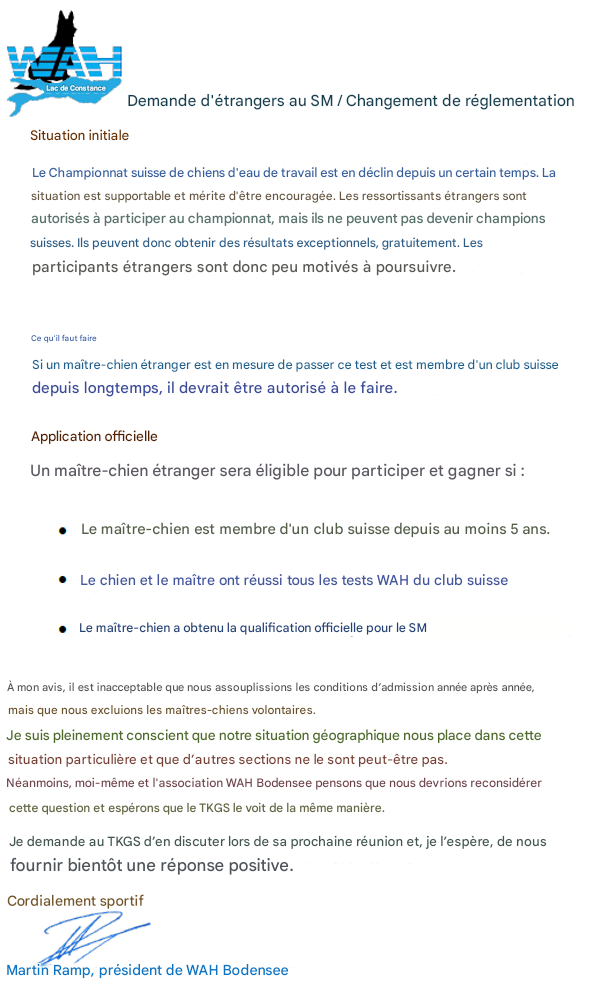 WAH
Lac de Constance
Demande d'étrangers au SM / Changement de réglementation
Situation initiale
Le Championnat suisse de chiens d'eau de travail est en déclin depuis un certain temps. La
situation est supportable et mérite d'être encouragée. Les ressortissants étrangers sont
autorisés à participer au championnat, mais ils ne peuvent pas devenir champions
suisses. Ils peuvent donc obtenir des résultats exceptionnels, gratuitement. Les
participants étrangers sont donc peu motivés à poursuivre.
Ce qu'il faut faire
Si un maître-chien étranger est en mesure de passer ce test et est membre d'un club suisse
depuis longtemps, il devrait être autorisé à le faire.
Application officielle
Un maître-chien étranger sera éligible pour participer et gagner si :
• Le maître-chien est membre d'un club suisse depuis au moins 5 ans.
• Le chien et le maître ont réussi tous les tests WAH du club suisse
• Le maître-chien a obtenu la qualification officielle pour le SM
À mon avis, il est inacceptable que nous assouplissions les conditions d’admission année après année,
mais que nous excluions les maîtres-chiens volontaires.
Je suis pleinement conscient que notre situation géographique nous place dans cette
situation particulière et que d’autres sections ne le sont peut-être pas.
Néanmoins, moi-même et l'association WAH Bodensee pensons que nous devrions reconsidérer
cette question et espérons que le TKGS le voit de la même manière.
Je demande au TKGS d’en discuter lors de sa prochaine réunion et, je l’espère, de nous
fournir bientôt une réponse positive.
Cordialement sportif
Martin Ramp, président de WAH Bodensee